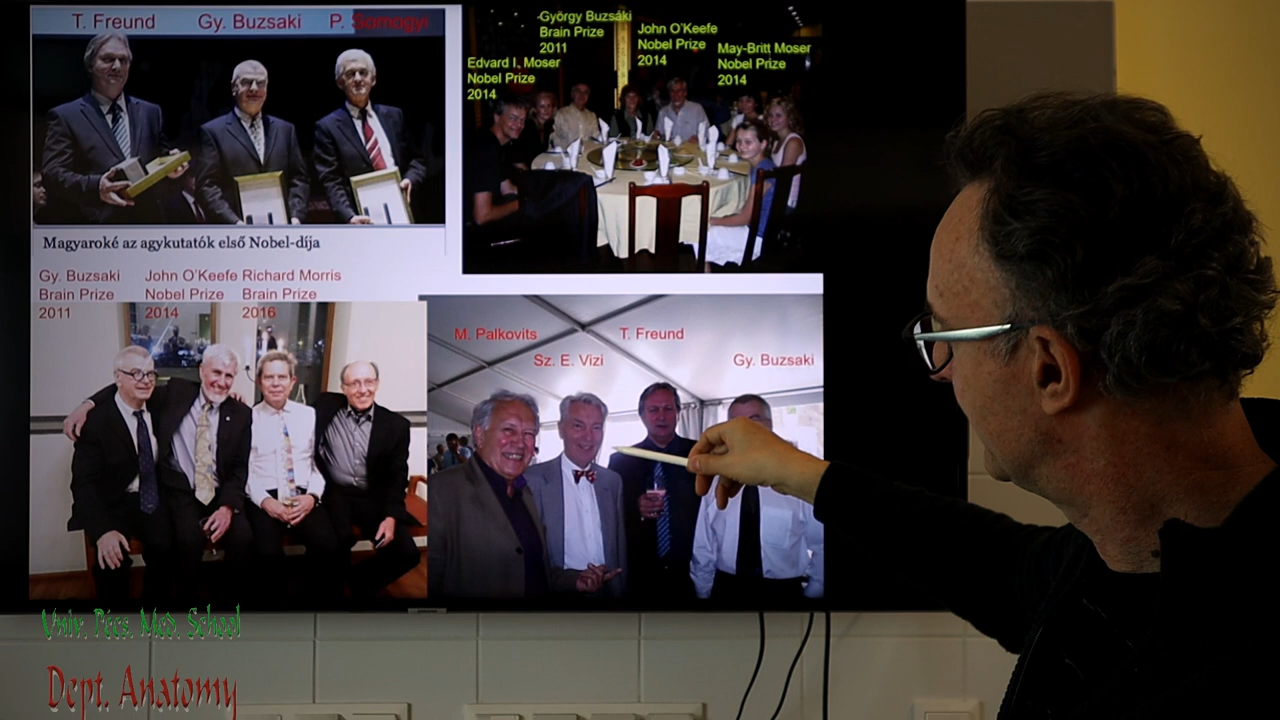 T. Freund Gy. Buzsaki P. Somogyi
Magyaroké az agykutatók első Nobel-díja
György Buzsáki
Brain Prize
2011
John O'Keefe
Nobel Prize
2014
May-Britt Moser
Nobel Prize
2014
Edvard I. Moser
Nobel Prize
2014
Gy. Buzsaki
Brain Prize
2011
John O'Keefe
Nobel Prize
2014
Richard Morris
Brain Prize
2016
M. Palkovits
T. Freund
Sz. E. Vizi
Gy. Buzsaki
Univ. Pécs. Med. School
Dept. Anatomy